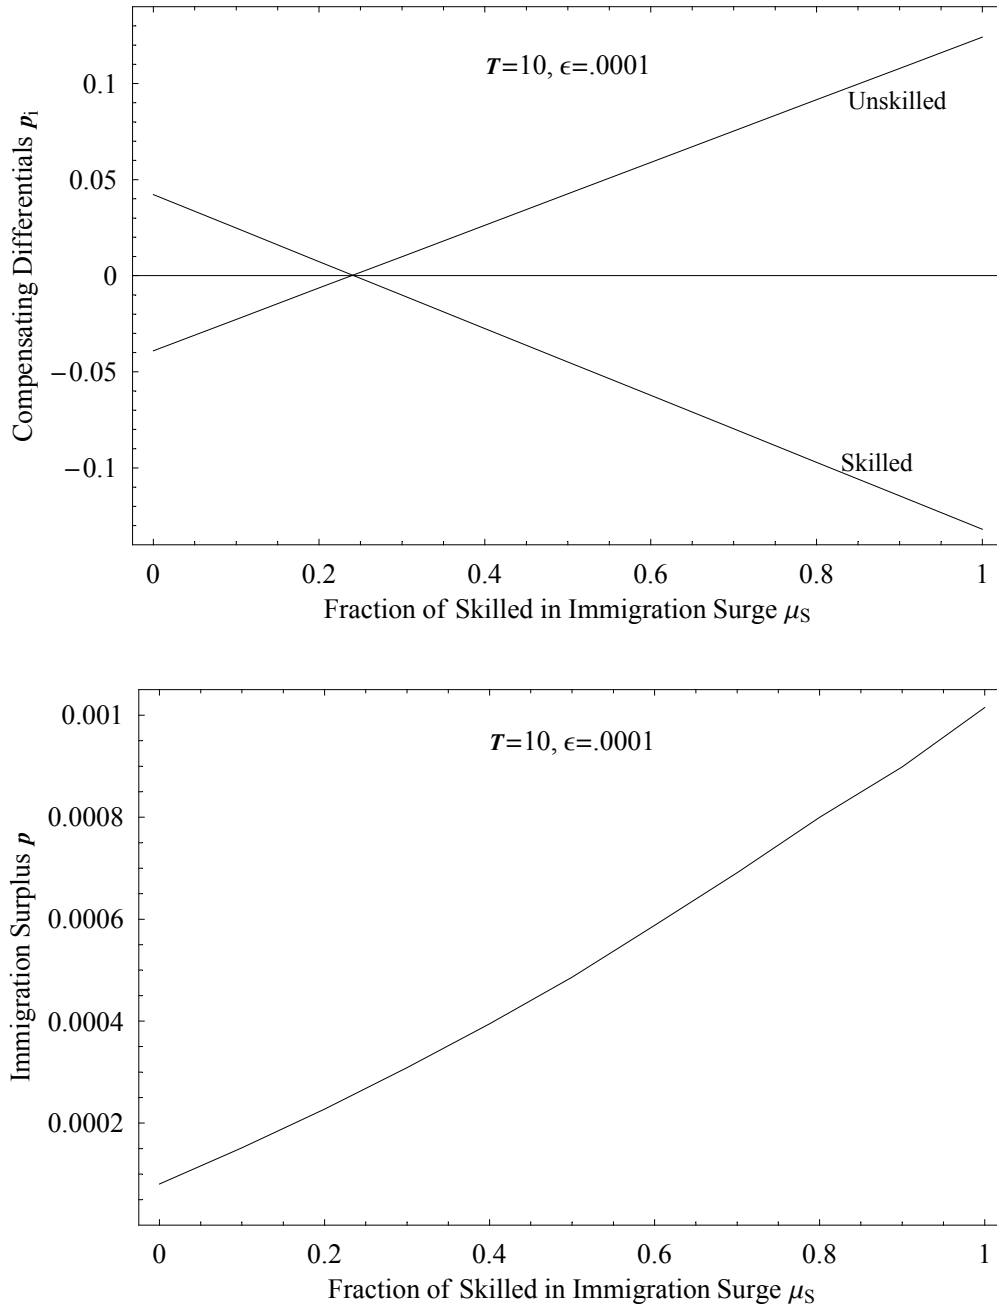 T=10, ϵ=.0001
0.1
Unskilled
0.05
0
−0.05
−0.1
Skilled
Compensating Differentials pi
0 0.2 0.4 0.6 0.8 1
Fraction of Skilled in Immigration Surge μS
0.001
T=10, ϵ=.0001
0.0008
0.0006
0.0004
0.0002
Immigration Surplus p
0 0.2 0.4 0.6 0.8 1
Fraction of Skilled in Immigration Surge μS